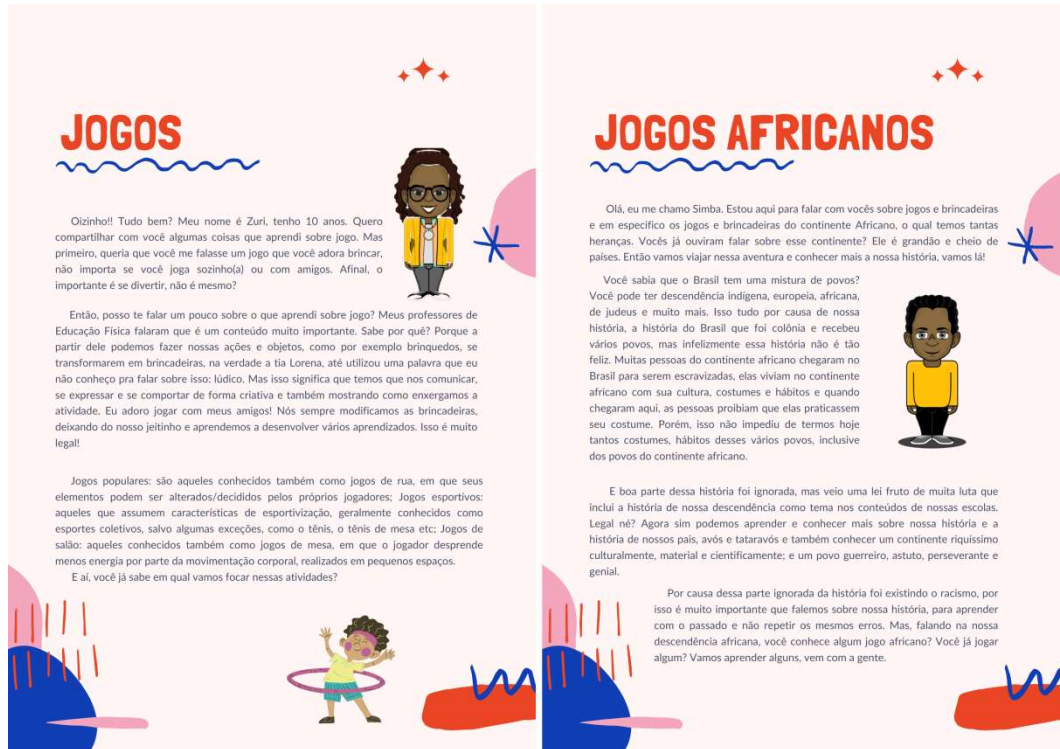 JOGOS
Oizinho!! Tudo bem? Meu nome é Zuri, tenho 10 anos. Quero
compartilhar com você algumas coisas que aprendi sobre jogo. Mas
primeiro, queria que você me falasse um jogo que você adora brincar,
não importa se você joga sozinho(a) ou com amigos. Afinal, o
importante é se divertir, não é mesmo?
Então, posso te falar um pouco sobre o que aprendi sobre jogo? Meus professores de
Educação Física falaram que é um conteúdo muito importante. Sabe por quê? Porque a
partir dele podemos fazer nossas ações e objetos, como por exemplo brinquedos, se
transformarem em brincadeiras, na verdade a tia Lorena, até utilizou uma palavra que eu
não conheço pra falar sobre isso: lúdico. Mas isso significa que temos que nos comunicar,
se expressar e se comportar de forma criativa e também mostrando como enxergamos a
atividade. Eu adoro jogar com meus amigos! Nós sempre modificamos as brincadeiras,
deixando do nosso jeitinho e aprendemos a desenvolver vários aprendizados. Isso é muito
legal!
Jogos populares: são aqueles conhecidos também como jogos de rua, em que seus
elementos podem ser alterados/decididos pelos próprios jogadores; Jogos esportivos:
aqueles que assumem características de esportivização, geralmente conhecidos como
esportes coletivos, salvo algumas exceções, como o tênis, o tênis de mesa etc; Jogos de
salão: aqueles conhecidos também como jogos de mesa, em que o jogador desprende
menos energia por parte da movimentação corporal, realizados em pequenos espaços.
E aí, você já sabe em qual vamos focar nessas atividades?
JOGOS AFRICANOS
Olá, eu me chamo Simba. Estou aqui para falar com vocês sobre jogos e brincadeiras
e em especifico os jogos e brincadeiras do continente Africano, o qual temos tantas
heranças. Vocês já ouviram falar sobre esse continente? Ele é grandão e cheio de
países. Então vamos viajar nessa aventura e conhecer mais a nossa história, vamos lá!
Você sabia que o Brasil tem uma mistura de povos?
Você pode ter descendência indígena, europeia, africana,
de judeus e muito mais. Isso tudo por causa de nossa
história, a história do Brasil que foi colônia e recebeu
vários povos, mas infelizmente essa história não é tão
feliz. Muitas pessoas do continente africano chegaram no
Brasil para serem escravizadas, elas viviam no continente
africano com sua cultura, costumes e hábitos e quando
chegaram aqui, as pessoas proibiam que elas praticassem
seu costume. Porém, isso não impediu de termos hoje
tantos costumes, hábitos desses vários povos, inclusive
dos povos do continente africano.
E boa parte dessa história foi ignorada, mas veio uma lei fruto de muita luta que
inclui a história de nossa descendência como tema nos conteúdos de nossas escolas.
Legal né? Agora sim podemos aprender e conhecer mais sobre nossa história e a
história de nossos pais, avós e tataravós e também conhecer um continente riquíssimo
culturalmente, material e cientificamente; e um povo guerreiro, astuto, perseverante e
genial.
Por causa dessa parte ignorada da história foi existindo o racismo, por
isso é muito importante que falemos sobre nossa história, para aprender
com o passado e não repetir os mesmos erros. Mas, falando na nossa
descendência africana, você conhece algum jogo africano? Você já jogar
algum? Vamos aprender alguns, vem com a gente.